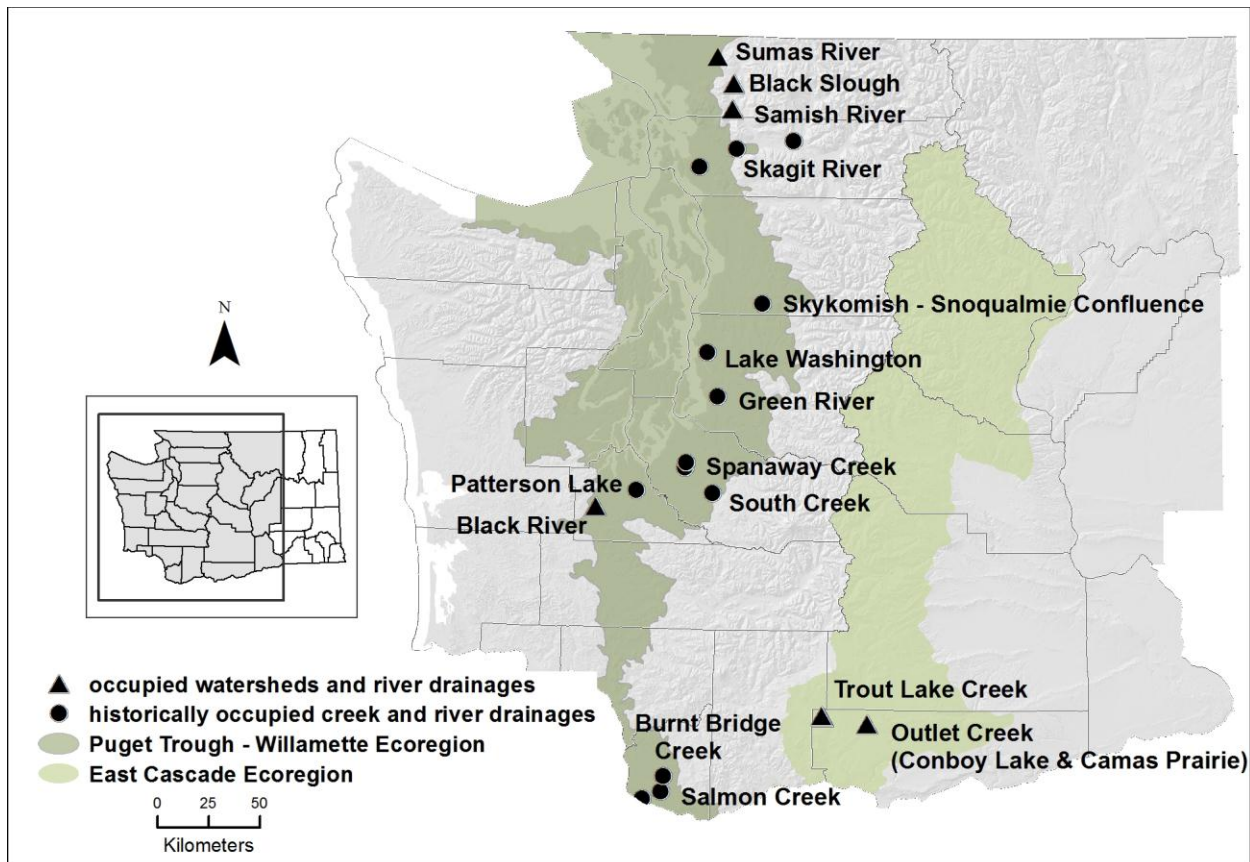 Sumas River
Black Slough
Samish River
Skagit River
Skykomish - Snoqualmie Confluence
N
Lake Washington
Green River
Spanaway Creek
Patterson Lake
South Creek
Black River
occupied watersheds and river drainages
historically occupied creek and river drainages
Puget Trough - Willamette Ecoregion
East Cascade Ecoregion
0 25 50
Kilometers
Trout Lake Creek
Burnt Bridge
Creek
Outlet Creek
(Conboy Lake & Camas Prairie)
Salmon Creek